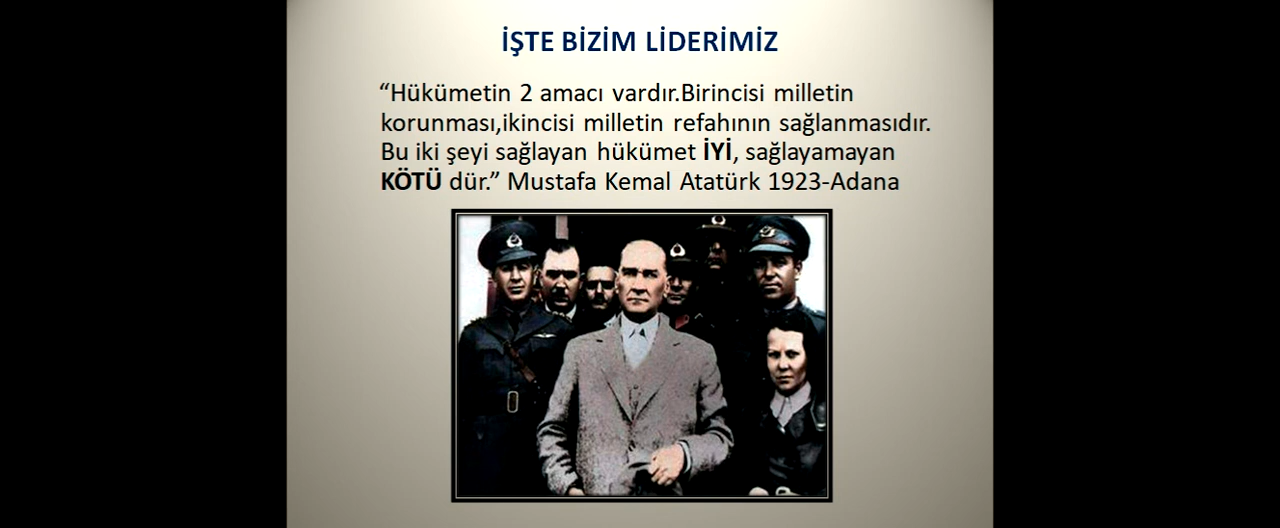 İŞTE BİZİM LİDERİMİZ
“Hükümetin 2 amacı vardır.Birincisi milletin
korunması,ikincisi milletin refahının sağlanmasıdır.
Bu iki şeyi sağlayan hükümet İYİ, sağlayamayan
KÖTÜ dür.” Mustafa Kemal Atatürk 1923-Adana